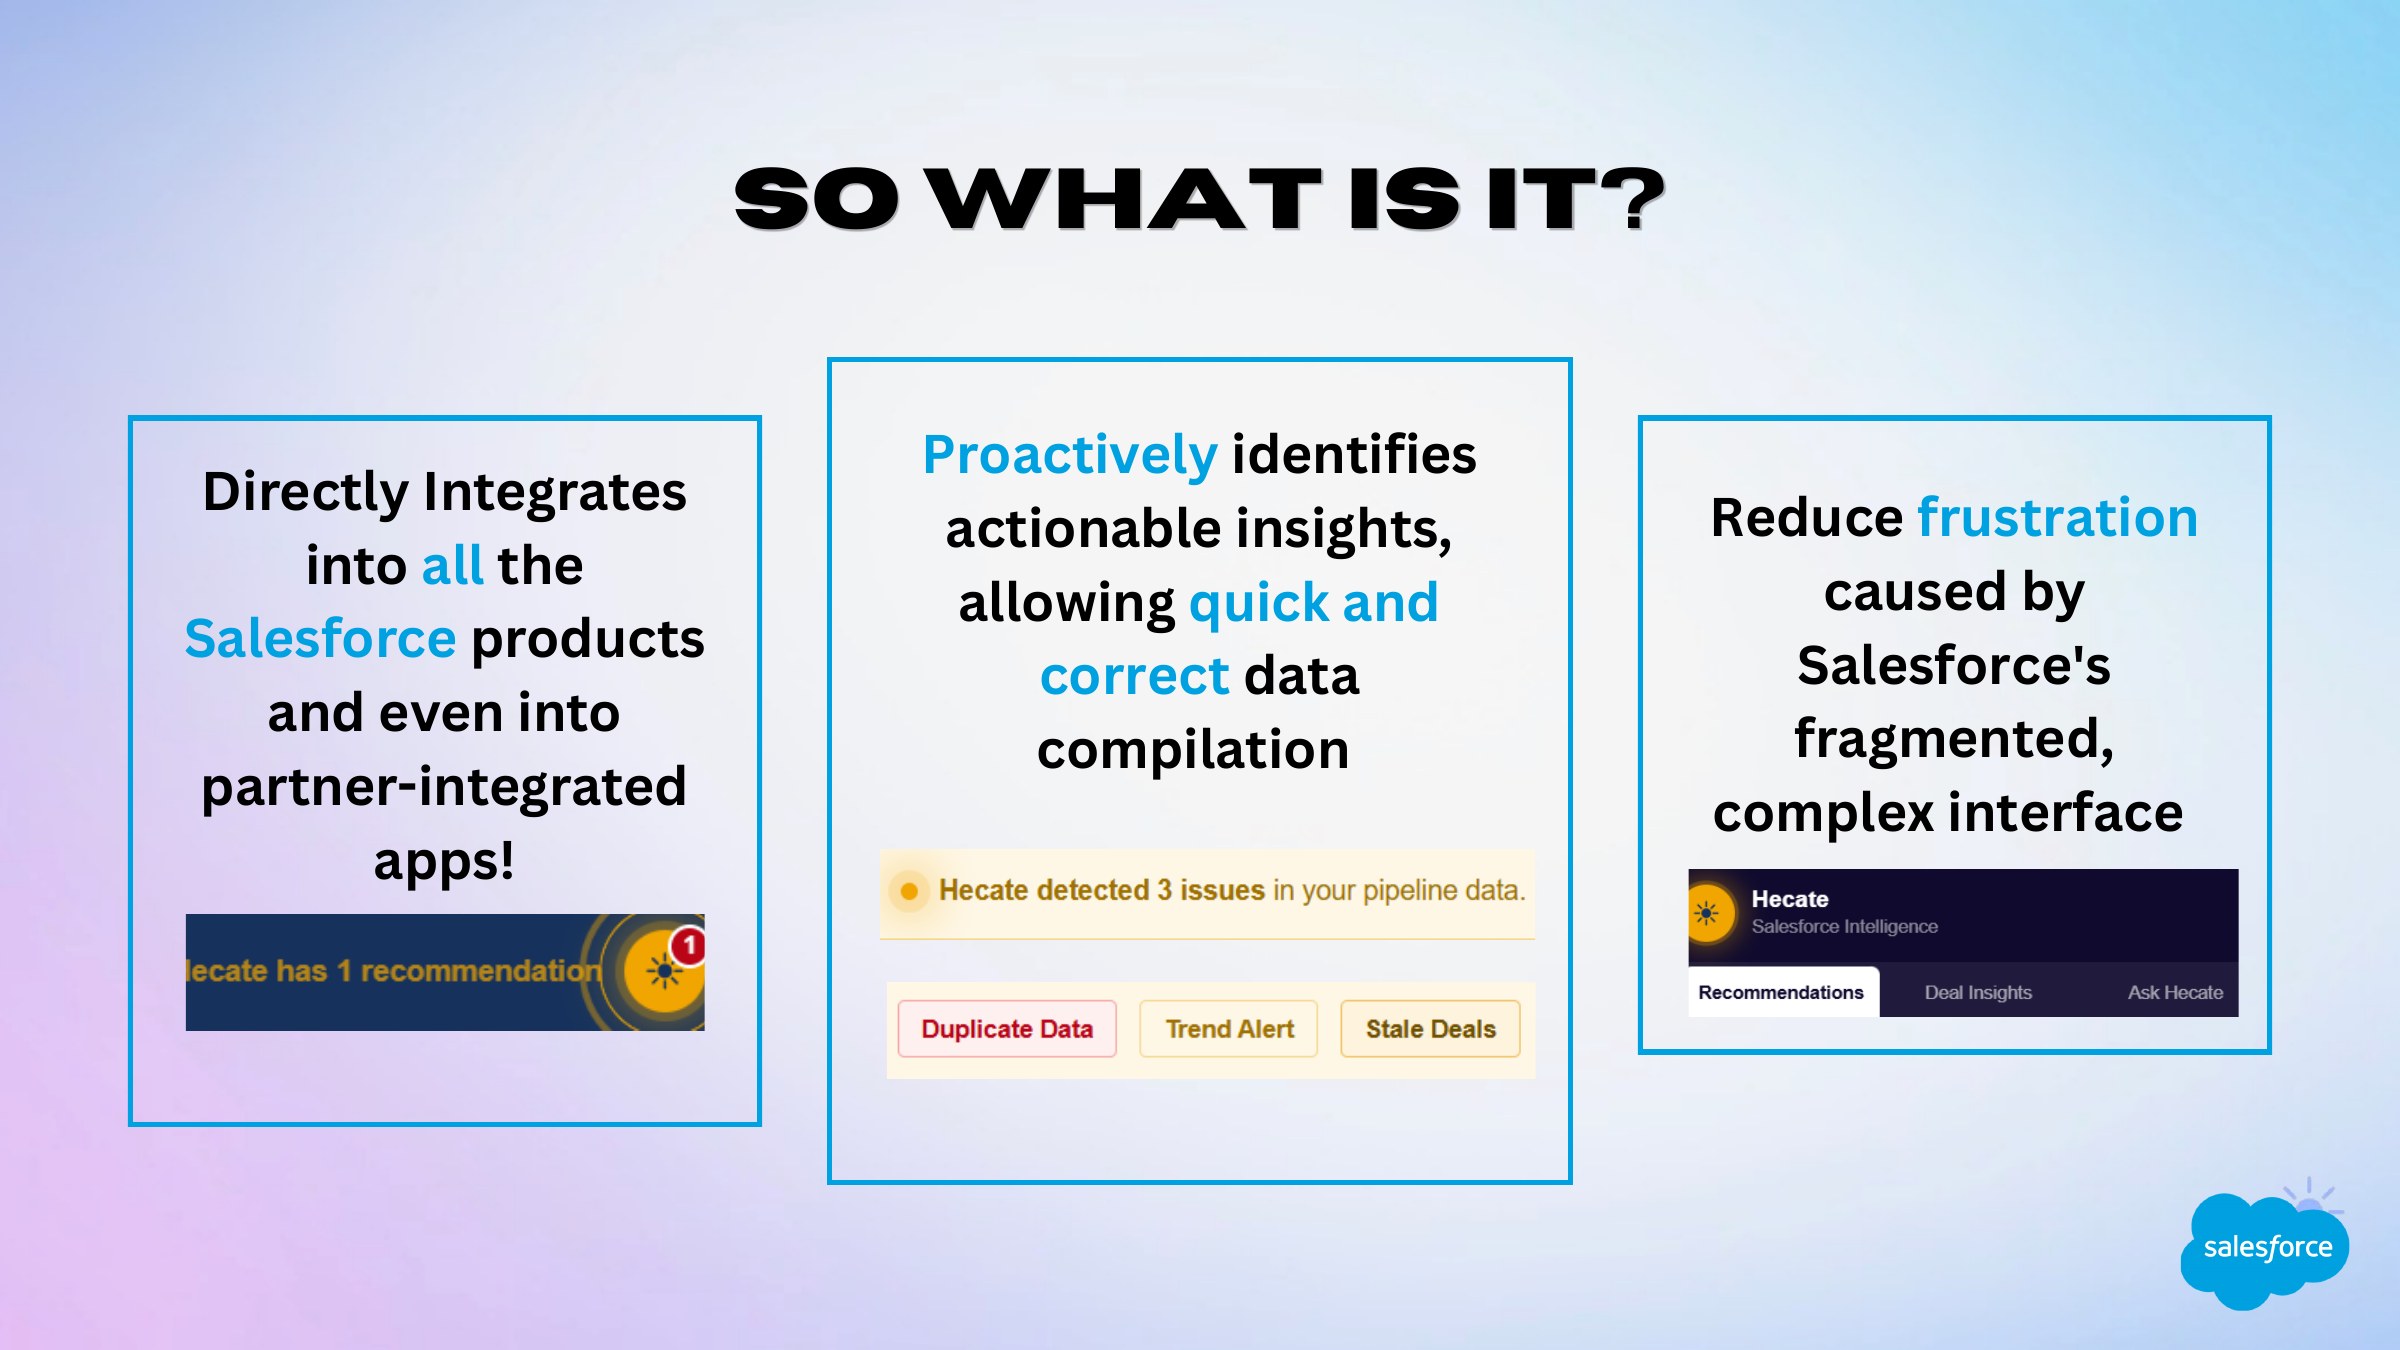 SO WHAT IS IT?
Directly Integrates
into all the
Salesforce products
and even into
partner-integrated
apps!
ecate has 1 recommendation
1
Proactively identifies
actionable insights,
allowing quick and
correct data
compilation
Hecate detected 3 issues in your pipeline data.
Duplicate Data
Trend Alert
Stale Deals
Reduce frustration
caused by
Salesforce's
fragmented,
complex interface
Hecate
Salesforce Intelligence
Recommendations
Deal Insights
Ask Hecate
salesforce